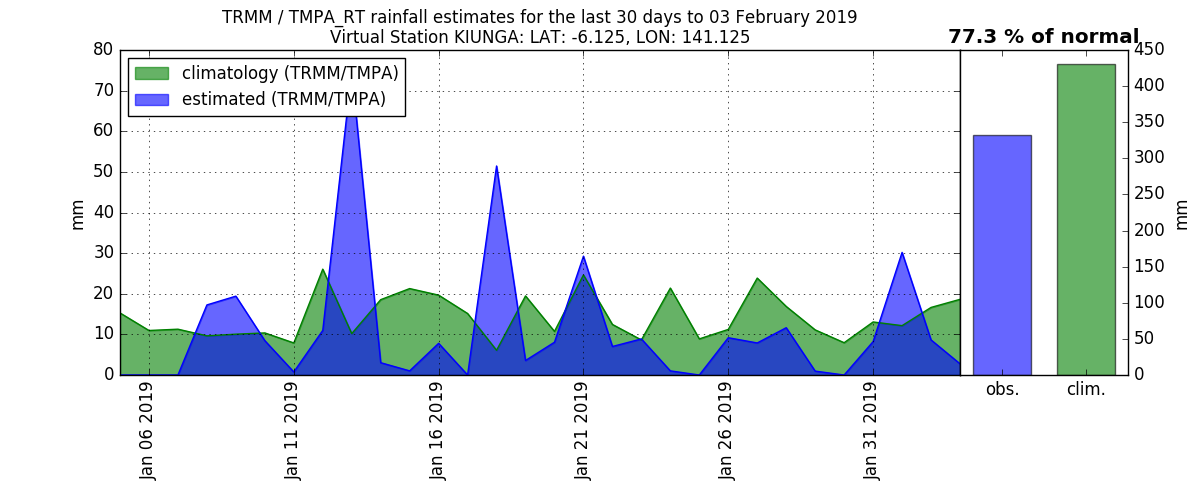 TRMM / TMPA_RT rainfall estimates for the last 30 days to 03 February 2019
Virtual Station KIUNGA: LAT: -6.125, LON: 141.125
77.3 % of normal
climatology (TRMM/TMPA)
estimated (TRMM/TMPA)
mm
80
70
60
50
40
30
20
10
0
Jan 06 2019
Jan 11 2019
Jan 16 2019
Jan 21 2019
Jan 26 2019
Jan 31 2019
obs.
clim.
450
400
350
300
250
200
150
100
50
0
mm